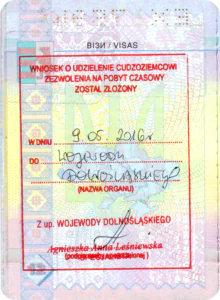 ВІЗИ / VISAS
WNIOSEK O UDZIELENIE CUDZOZIEMCOWI
ZEZWOLENIA NA POBYT CZASOWY
ZOSTAŁ ZŁOŻONY
W DNIU 9.05.2016r
DO Wojewody
Dolnośląskiego
(NAZWA ORGANU)
Z up. WOJEWODY DOLNOŚLĄSKIEGO
Agnieszka Anna Leśniewska